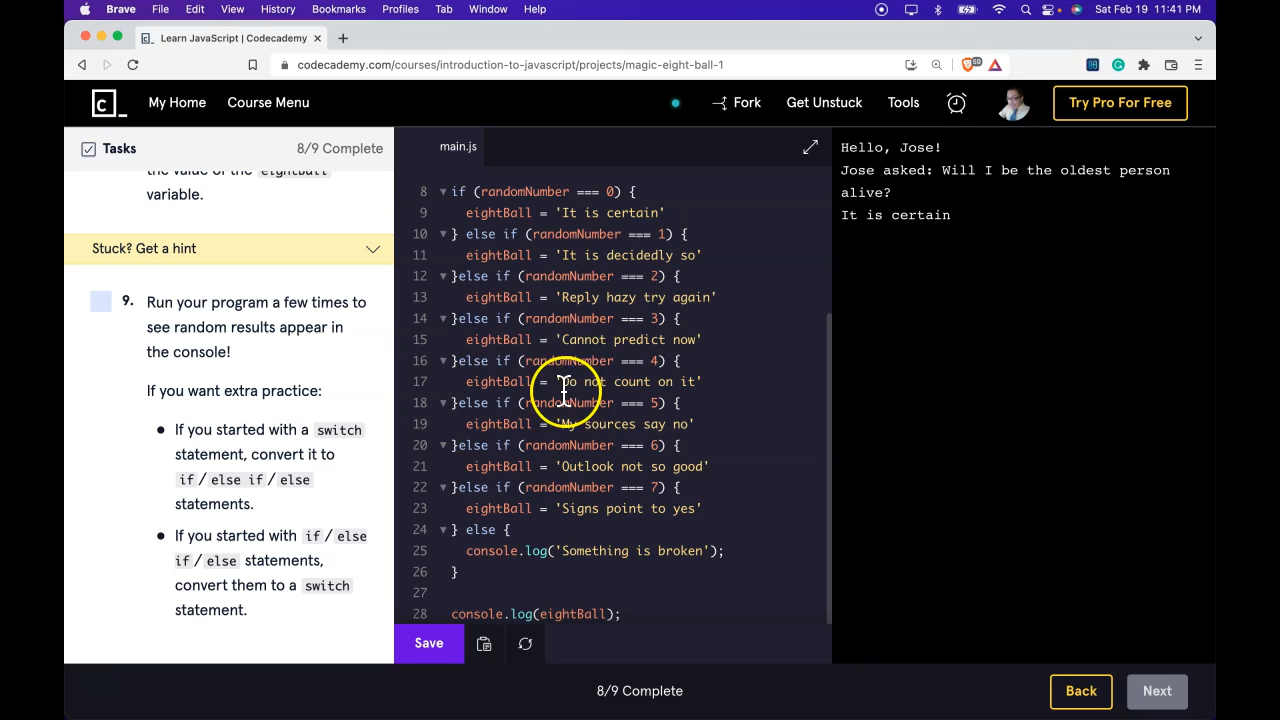 Brave File Edit View History Bookmarks Profiles Tab Window Help Sat Feb 19 11:41 PM
Learn JavaScript | Codecademy
codecademy.com/courses/introduction-to-javascript/projects/magic-eight-ball-1 59
c_ My Home Course Menu Fork Get Unstuck Tools Try Pro For Free
Tasks 8/9 Complete
the value of the eightBall
variable.
Stuck? Get a hint
9. Run your program a few times to
see random results appear in
the console!
If you want extra practice:
● If you started with a switch
statement, convert it to
if / else if / else
statements.
● If you started with if / else
if / else statements,
convert them to a switch
statement.
main.js
8 if (randomNumber === 0) {
9 eightBall = 'It is certain'
10 } else if (randomNumber === 1) {
11 eightBall = 'It is decidedly so'
12 }else if (randomNumber === 2) {
13 eightBall = 'Reply hazy try again'
14 }else if (randomNumber === 3) {
15 eightBall = 'Cannot predict now'
16 }else if (randomNumber === 4) {
17 eightBall = 'Do not count on it'
18 }else if (randomNumber === 5) {
19 eightBall = 'My sources say no'
20 }else if (randomNumber === 6) {
21 eightBall = 'Outlook not so good'
22 }else if (randomNumber === 7) {
23 eightBall = 'Signs point to yes'
24 } else {
25 console.log('Something is broken');
26 }
27
28 console.log(eightBall);
Save
Hello, Jose!
Jose asked: Will I be the oldest person
alive?
It is certain
8/9 Complete
Back Next